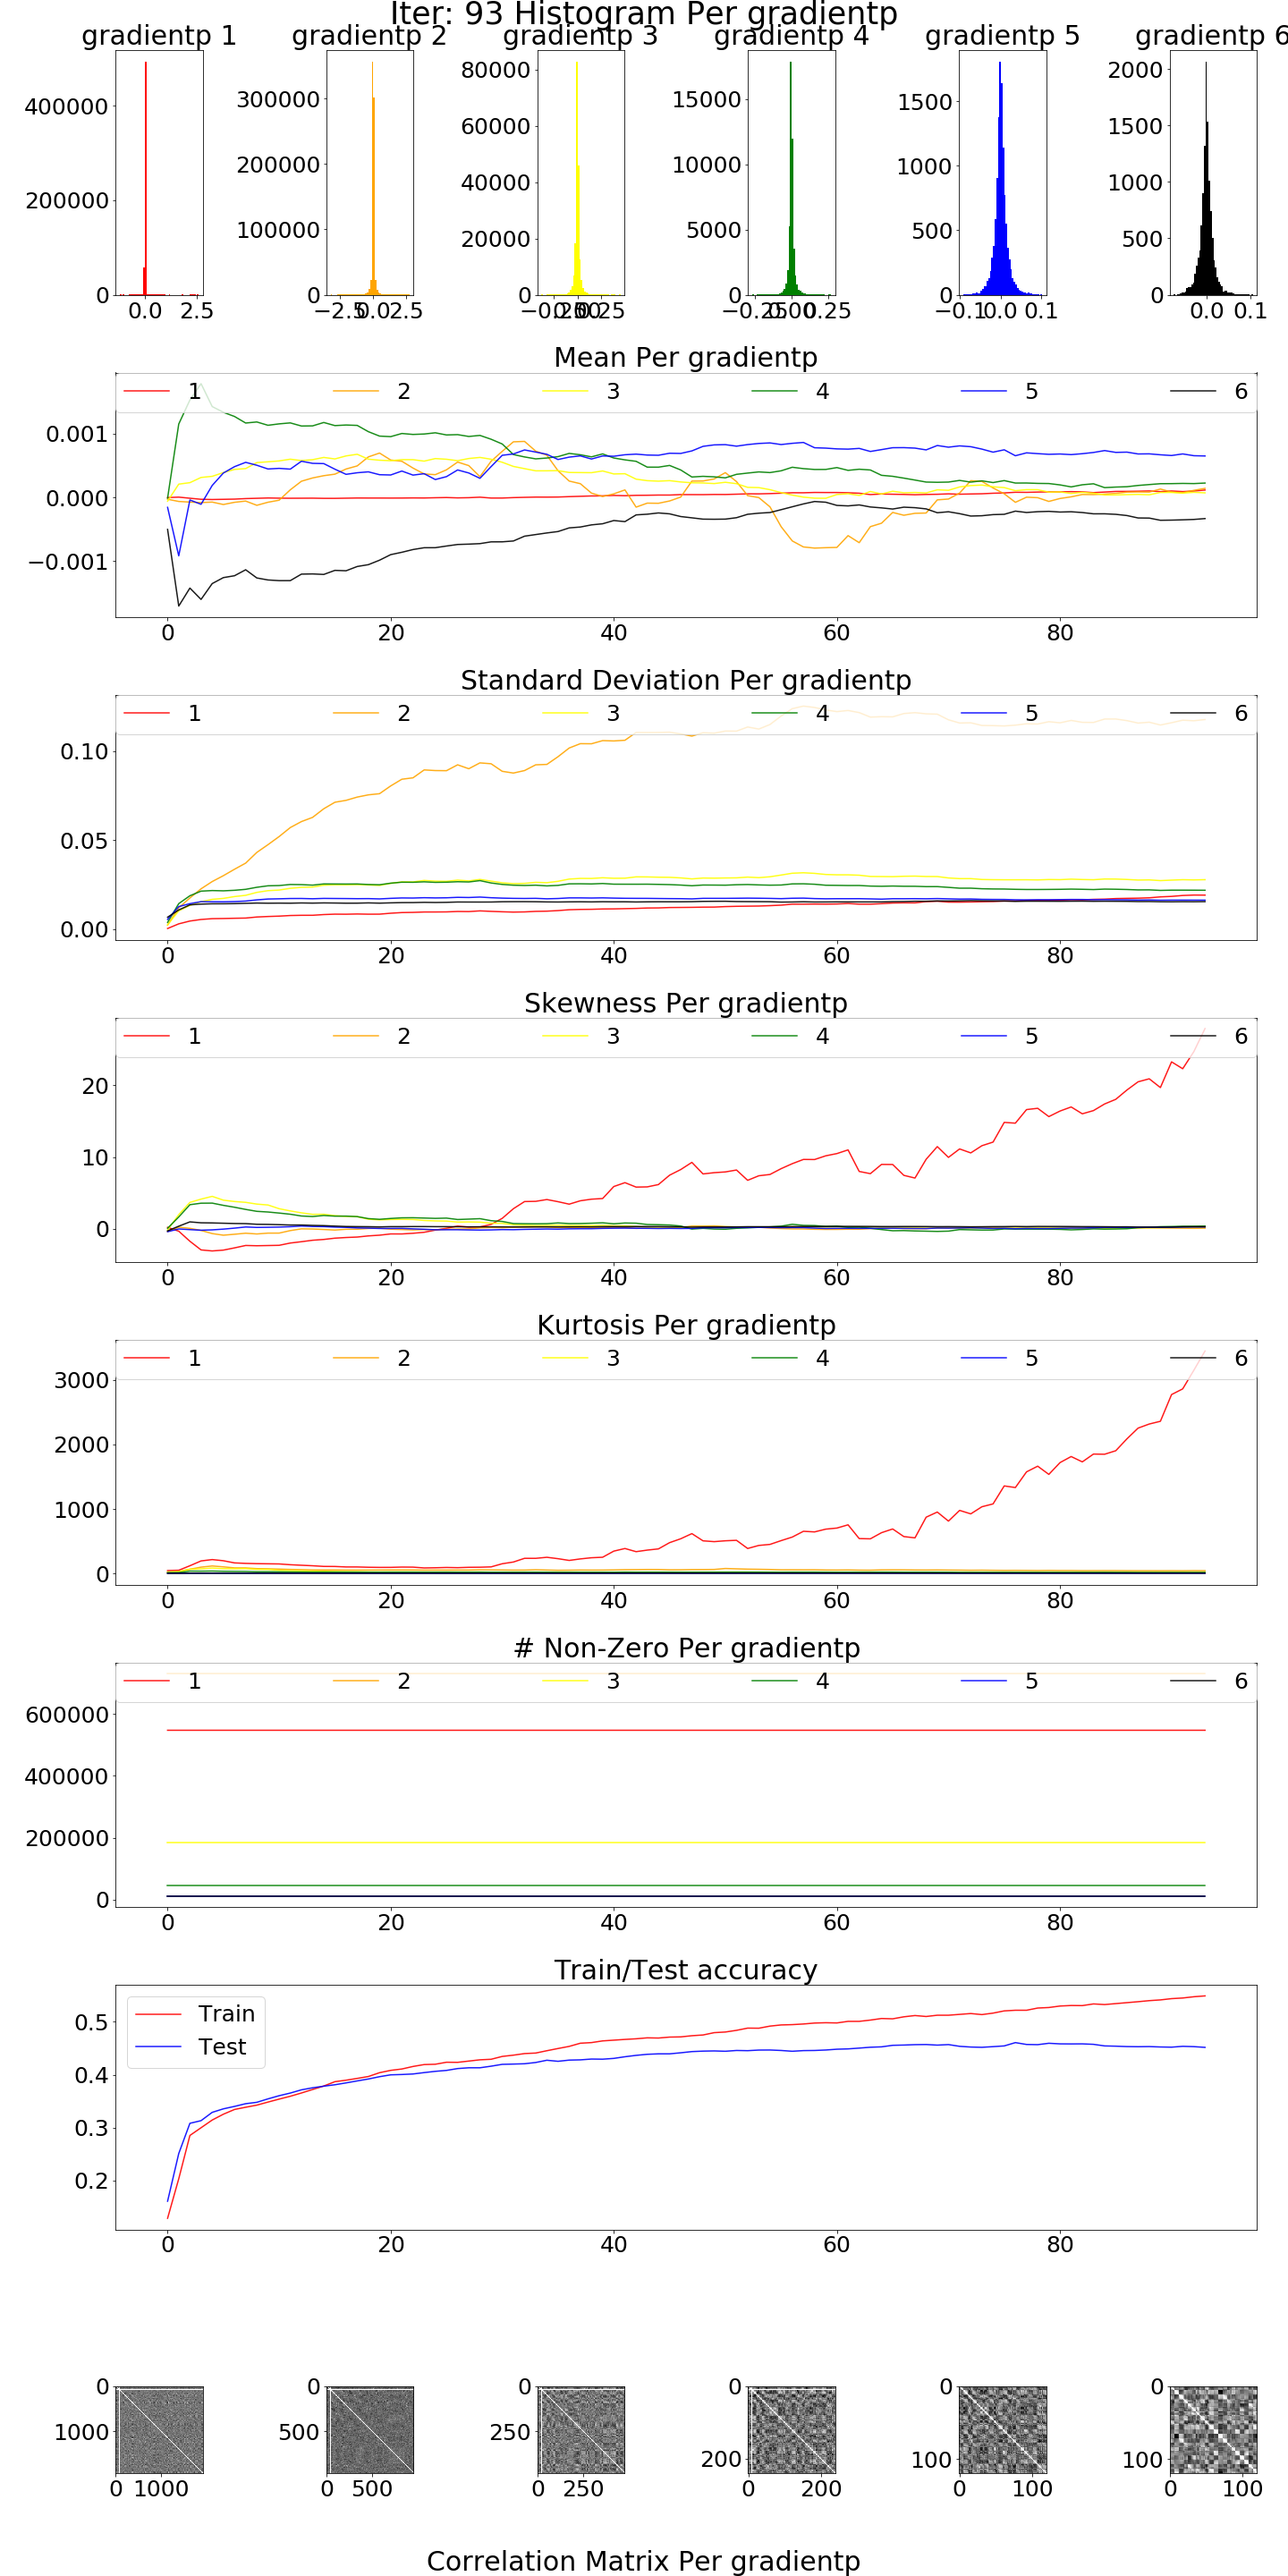 Iter: 93 Histogram Per gradientp
gradientp 1 gradientp 2 gradientp 3 gradientp 4 gradientp 5 gradientp 6
400000
200000
0
0.0 2.5
300000
200000
100000
0
−2.5 0.0 2.5
80000
60000
40000
20000
0
−0.25 0.00 0.25
15000
10000
5000
0
−0.25 0.00 0.25
1500
1000
500
0
−0.1 0.0 0.1
2000
1500
1000
500
0
0.0 0.1
Mean Per gradientp
1 2 3 4 5 6
0.001
0.000
−0.001
0 20 40 60 80
Standard Deviation Per gradientp
1 2 3 4 5 6
0.10
0.05
0.00
0 20 40 60 80
Skewness Per gradientp
1 2 3 4 5 6
20
10
0
0 20 40 60 80
Kurtosis Per gradientp
1 2 3 4 5 6
3000
2000
1000
0
0 20 40 60 80
# Non-Zero Per gradientp
1 2 3 4 5 6
600000
400000
200000
0
0 20 40 60 80
Train/Test accuracy
Train
Test
0.5
0.4
0.3
0.2
0 20 40 60 80
0
1000
0 1000
0
500
0 500
0
250
0 250
0
200
0 200
0
100
0 100
0
100
0 100
Correlation Matrix Per gradientp